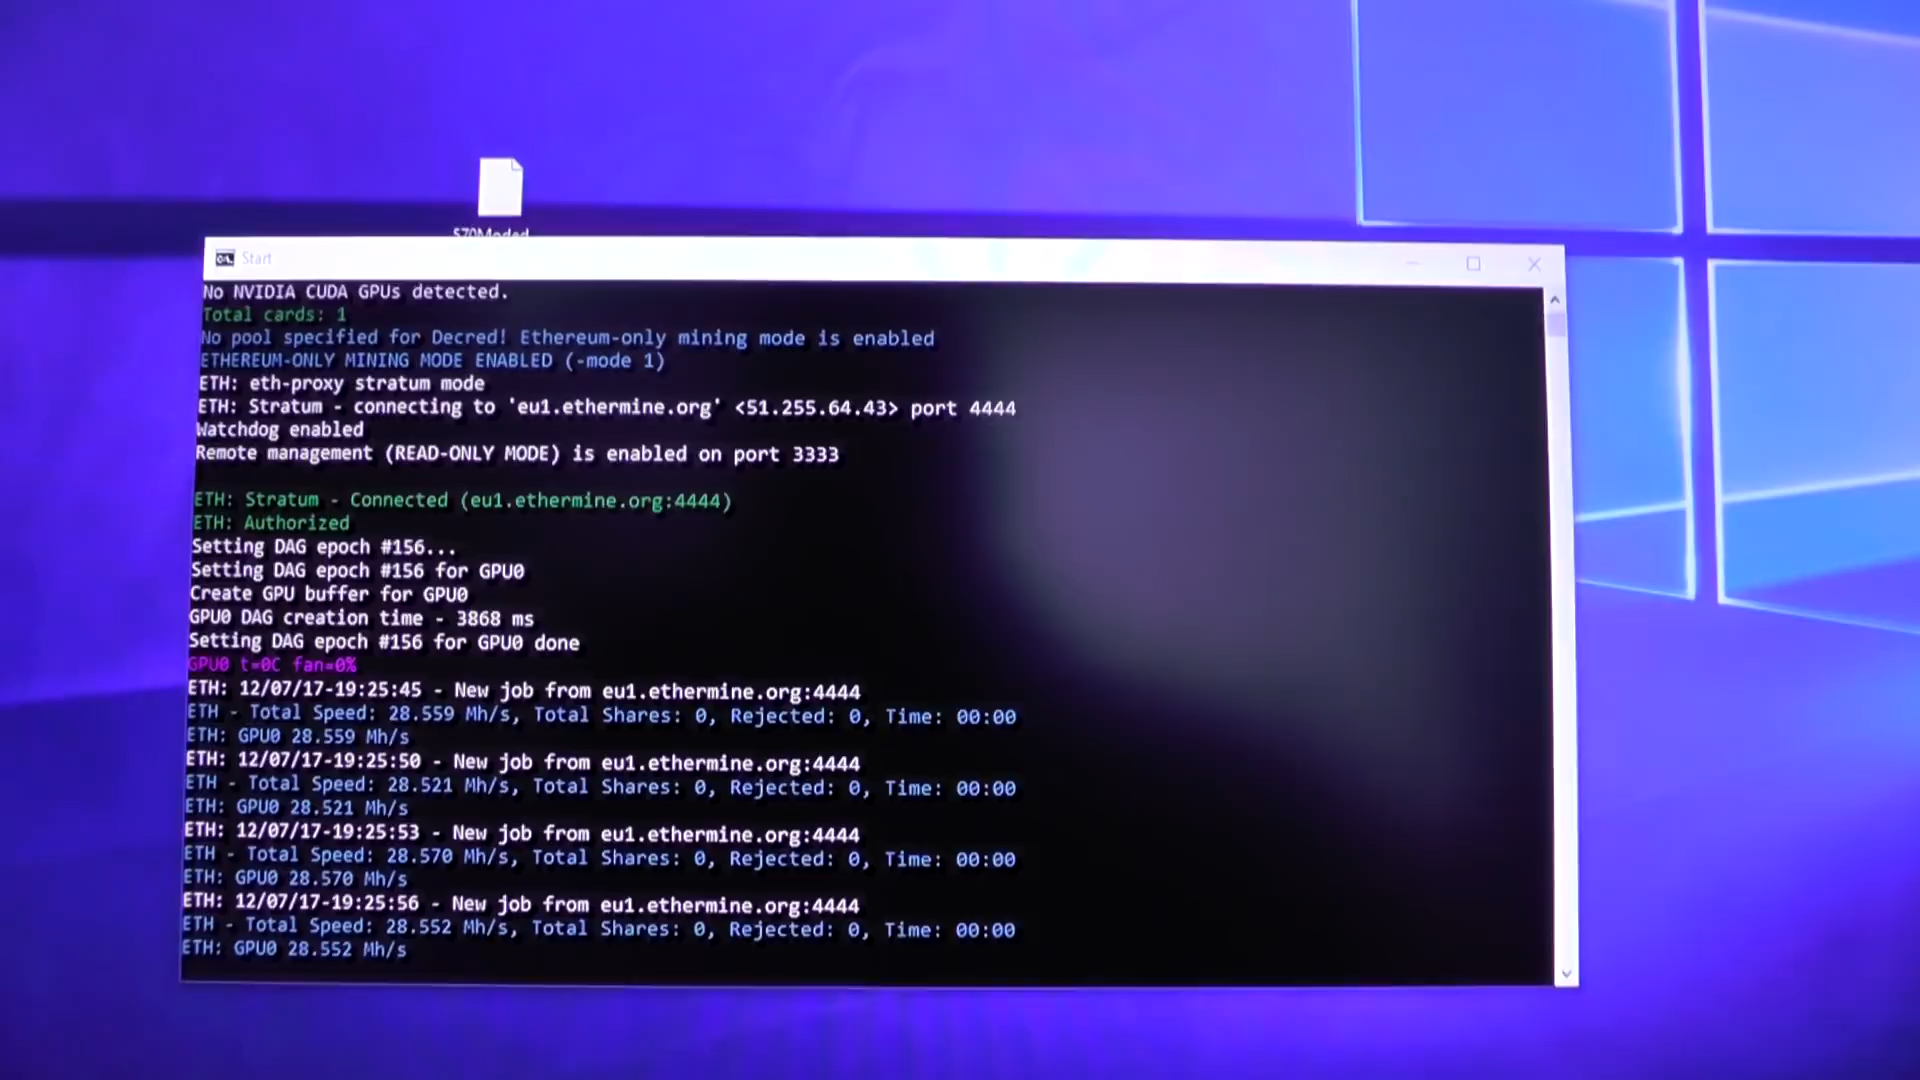 570Moded
Start
No NVIDIA CUDA GPUs detected.
Total cards: 1
No pool specified for Decred! Ethereum-only mining mode is enabled
ETHEREUM-ONLY MINING MODE ENABLED (-mode 1)
ETH: eth-proxy stratum mode
ETH: Stratum - connecting to 'eu1.ethermine.org' <51.255.64.43> port 4444
Watchdog enabled
Remote management (READ-ONLY MODE) is enabled on port 3333
ETH: Stratum - Connected (eu1.ethermine.org:4444)
ETH: Authorized
Setting DAG epoch #156...
Setting DAG epoch #156 for GPU0
Create GPU buffer for GPU0
GPU0 DAG creation time - 3868 ms
Setting DAG epoch #156 for GPU0 done
GPU0 t=0C fan=0%
ETH: 12/07/17-19:25:45 - New job from eu1.ethermine.org:4444
ETH - Total Speed: 28.559 Mh/s, Total Shares: 0, Rejected: 0, Time: 00:00
ETH: GPU0 28.559 Mh/s
ETH: 12/07/17-19:25:50 - New job from eu1.ethermine.org:4444
ETH - Total Speed: 28.521 Mh/s, Total Shares: 0, Rejected: 0, Time: 00:00
ETH: GPU0 28.521 Mh/s
ETH: 12/07/17-19:25:53 - New job from eu1.ethermine.org:4444
ETH - Total Speed: 28.570 Mh/s, Total Shares: 0, Rejected: 0, Time: 00:00
ETH: GPU0 28.570 Mh/s
ETH: 12/07/17-19:25:56 - New job from eu1.ethermine.org:4444
ETH - Total Speed: 28.552 Mh/s, Total Shares: 0, Rejected: 0, Time: 00:00
ETH: GPU0 28.552 Mh/s